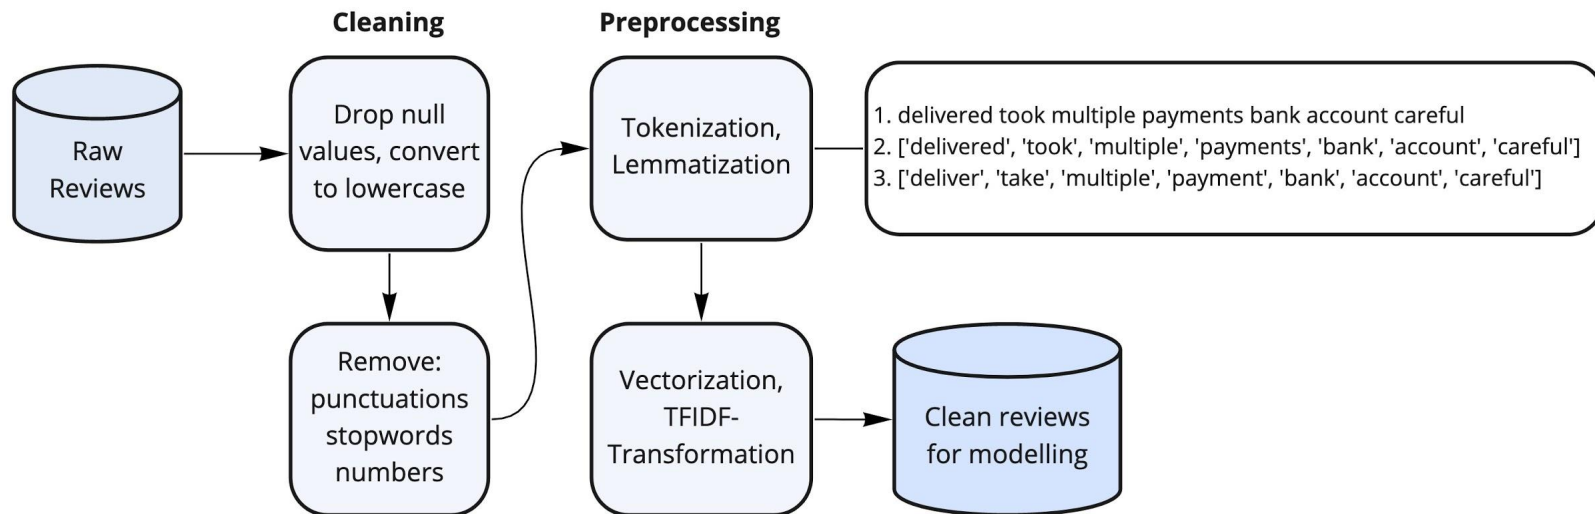 Cleaning
Preprocessing
Raw
Reviews
Drop null
values, convert
to lowercase
Remove:
punctuations
stopwords
numbers
Tokenization,
Lemmatization
1. delivered took multiple payments bank account careful
2. ['delivered', 'took', 'multiple', 'payments', 'bank', 'account', 'careful']
3. ['deliver', 'take', 'multiple', 'payment', 'bank', 'account', 'careful']
Vectorization,
TFIDF-
Transformation
Clean reviews
for modelling